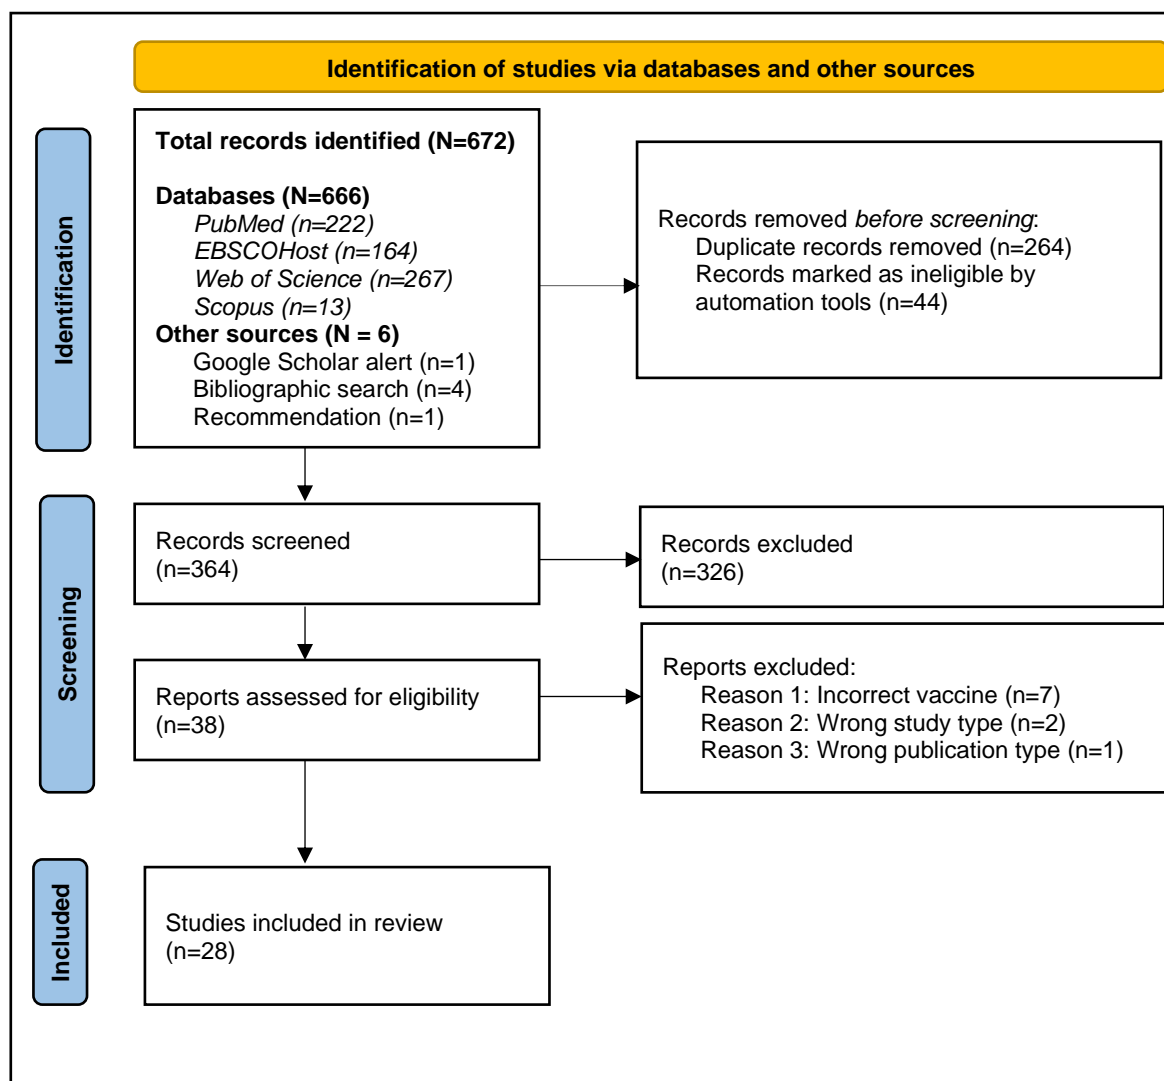 Identification of studies via databases and other sources
Identification
Total records identified (N=672)
Databases (N=666)
PubMed (n=222)
EBSCOHost (n=164)
Web of Science (n=267)
Scopus (n=13)
Other sources (N = 6)
Google Scholar alert (n=1)
Bibliographic search (n=4)
Recommendation (n=1)
Records removed before screening:
Duplicate records removed (n=264)
Records marked as ineligible by
automation tools (n=44)
Screening
Records screened
(n=364)
Records excluded
(n=326)
Reports assessed for eligibility
(n=38)
Reports excluded:
Reason 1: Incorrect vaccine (n=7)
Reason 2: Wrong study type (n=2)
Reason 3: Wrong publication type (n=1)
Included
Studies included in review
(n=28)